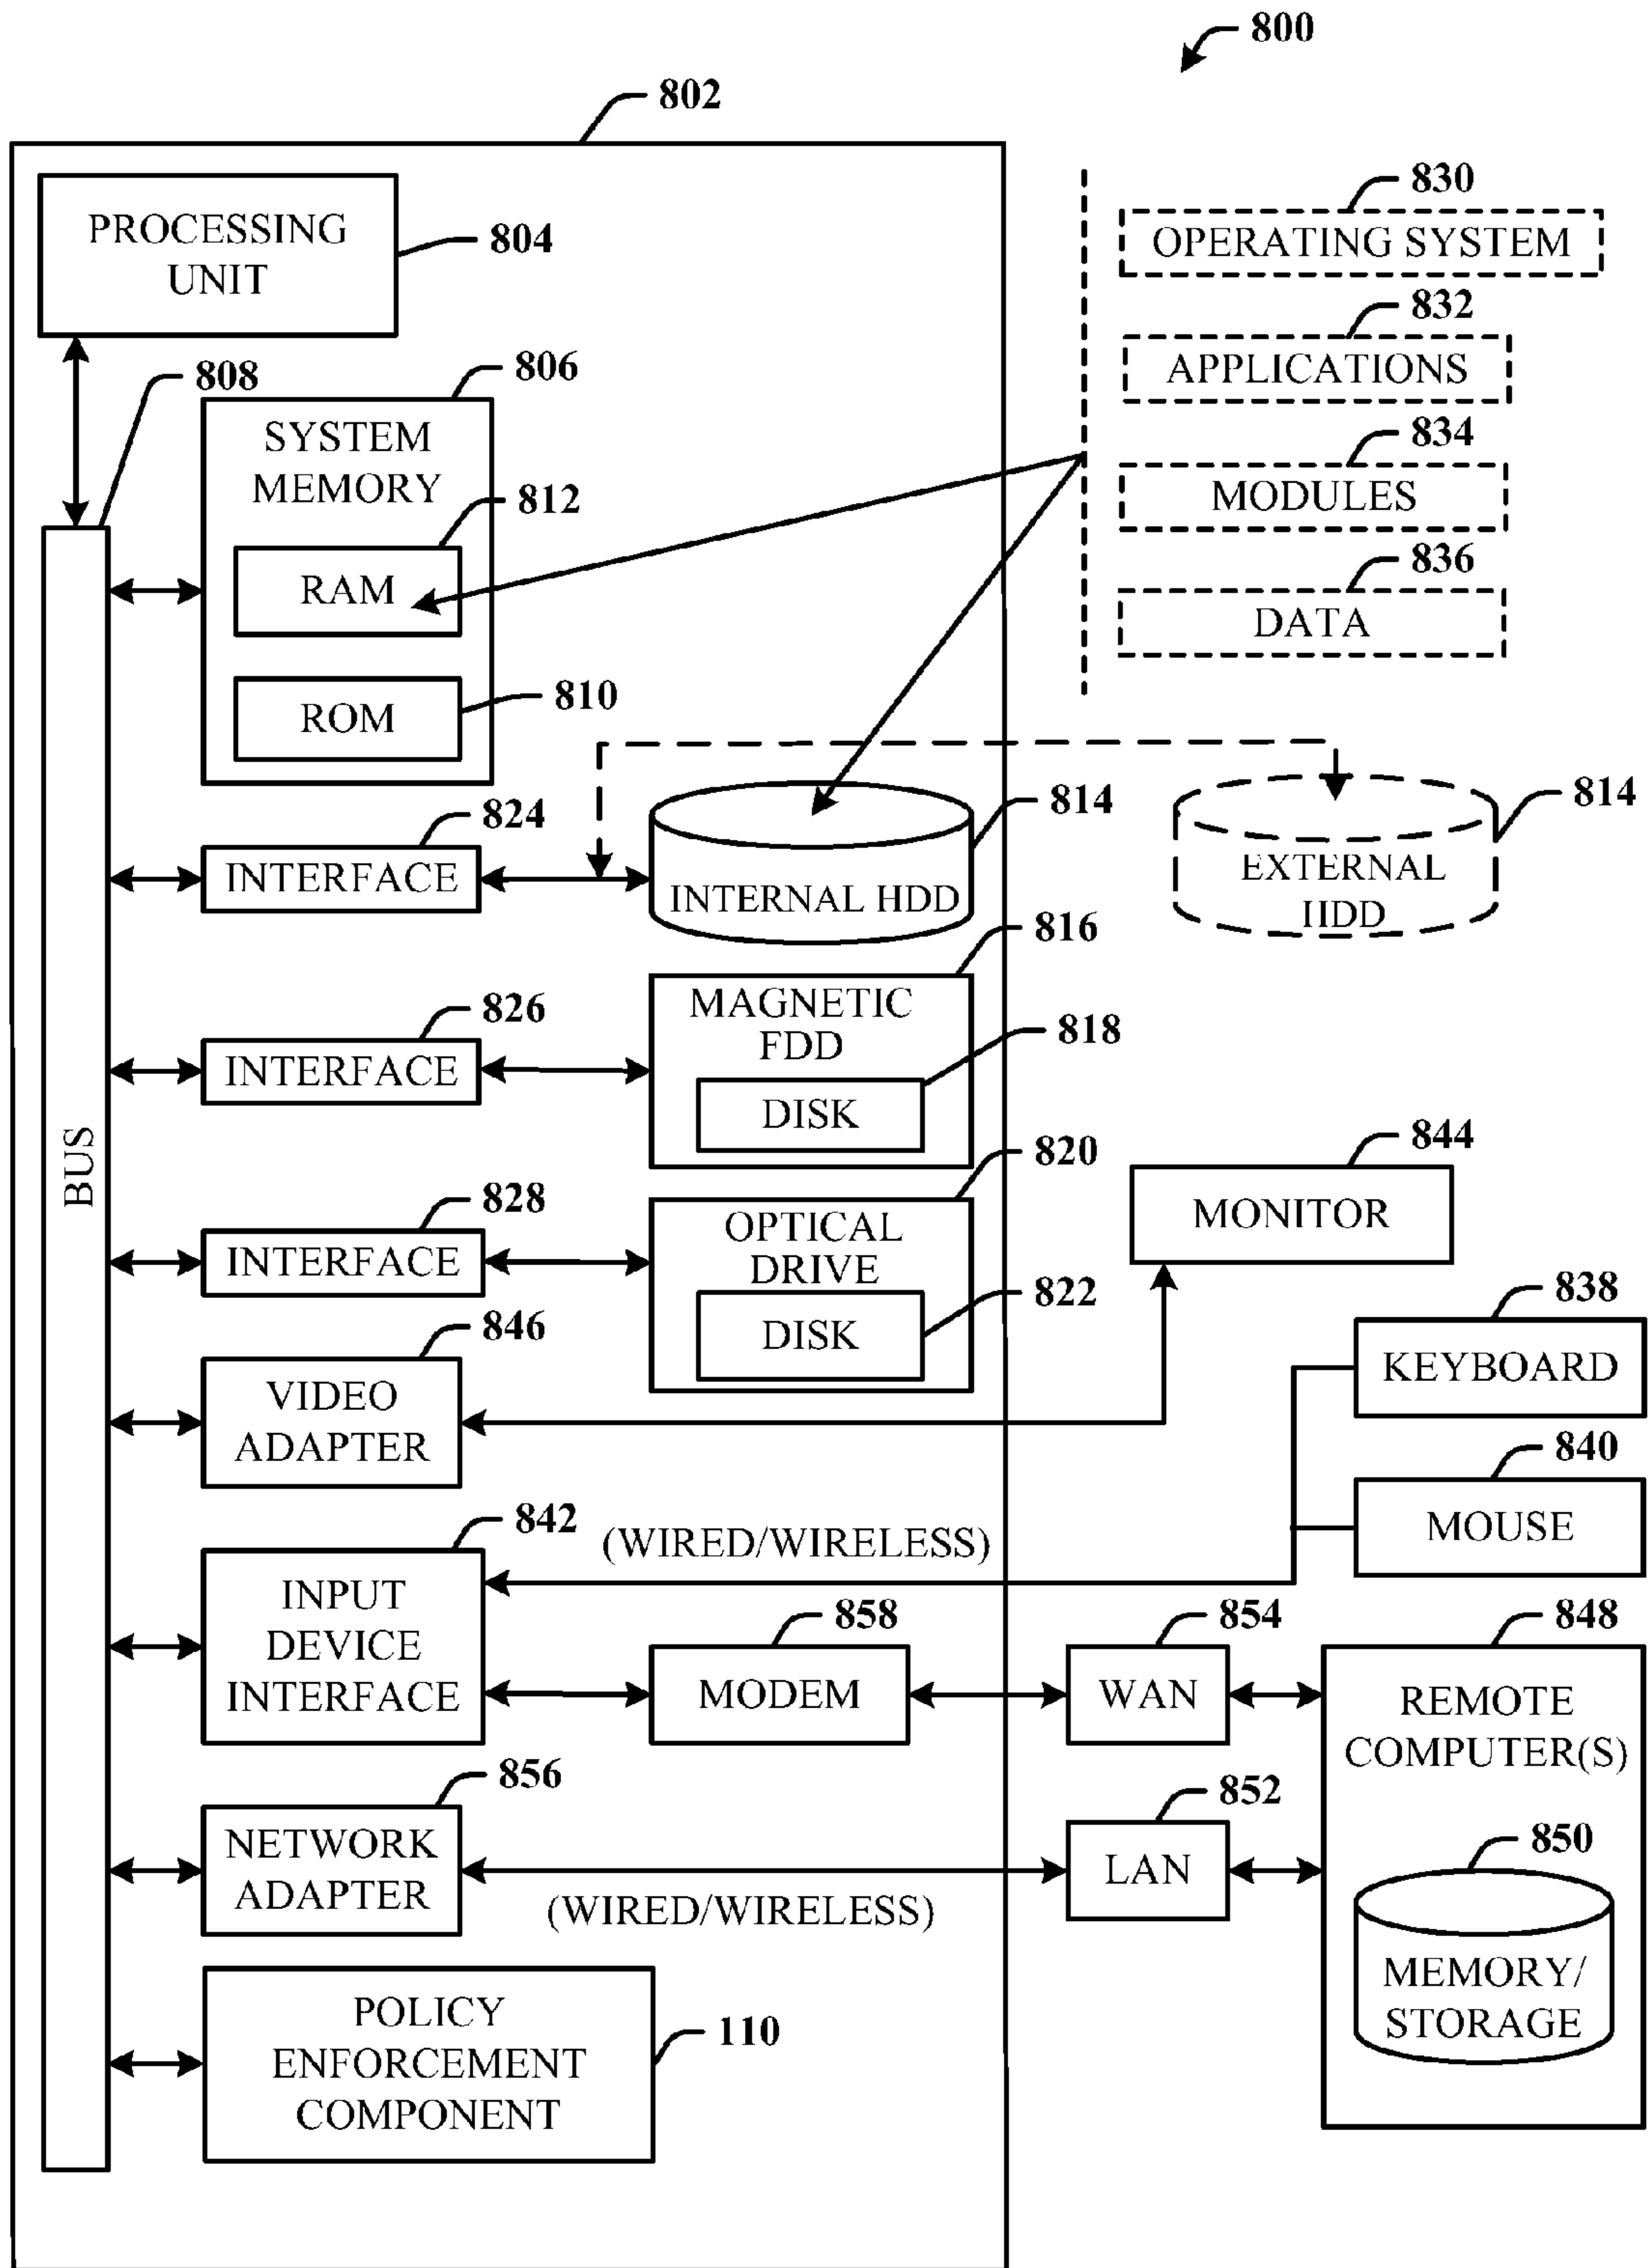 800
802
PROCESSING
UNIT
804
830
OPERATING SYSTEM
832
APPLICATIONS
834
MODULES
836
DATA
808
806
SYSTEM
MEMORY
812
RAM
810
ROM
824
INTERFACE
814
INTERNAL HDD
814
EXTERNAL
HDD
816
MAGNETIC
FDD
818
DISK
826
INTERFACE
BUS
820
OPTICAL
DRIVE
822
DISK
828
INTERFACE
844
MONITOR
846
VIDEO
ADAPTER
838
KEYBOARD
840
MOUSE
842
(WIRED/WIRELESS)
INPUT
DEVICE
INTERFACE
858
MODEM
854
WAN
848
REMOTE
COMPUTER(S)
856
NETWORK
ADAPTER
(WIRED/WIRELESS)
852
LAN
850
MEMORY/
STORAGE
POLICY
ENFORCEMENT
COMPONENT
110